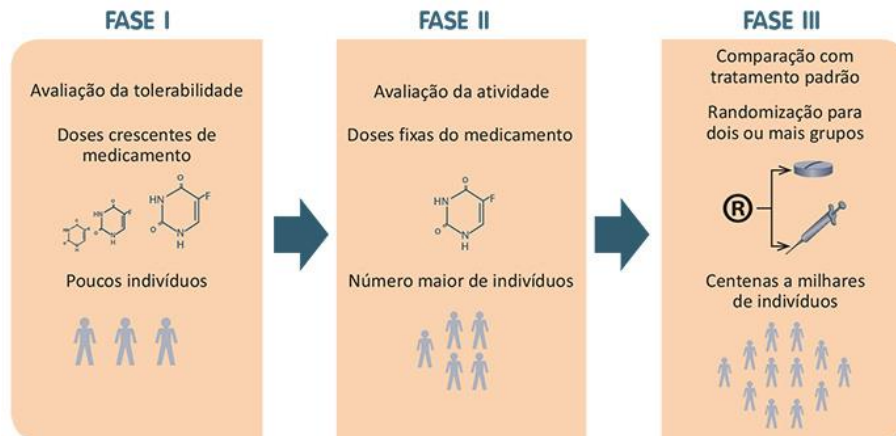 FASE I
Avaliação da tolerabilidade
Doses crescentes de
medicamento
Poucos indivíduos
FASE II
Avaliação da atividade
Doses fixas do medicamento
O
HN
F
O
N
H
Número maior de indivíduos
FASE III
Comparação com
tratamento padrão
Randomização para
dois ou mais grupos
R
Centenas a milhares
de indivíduos